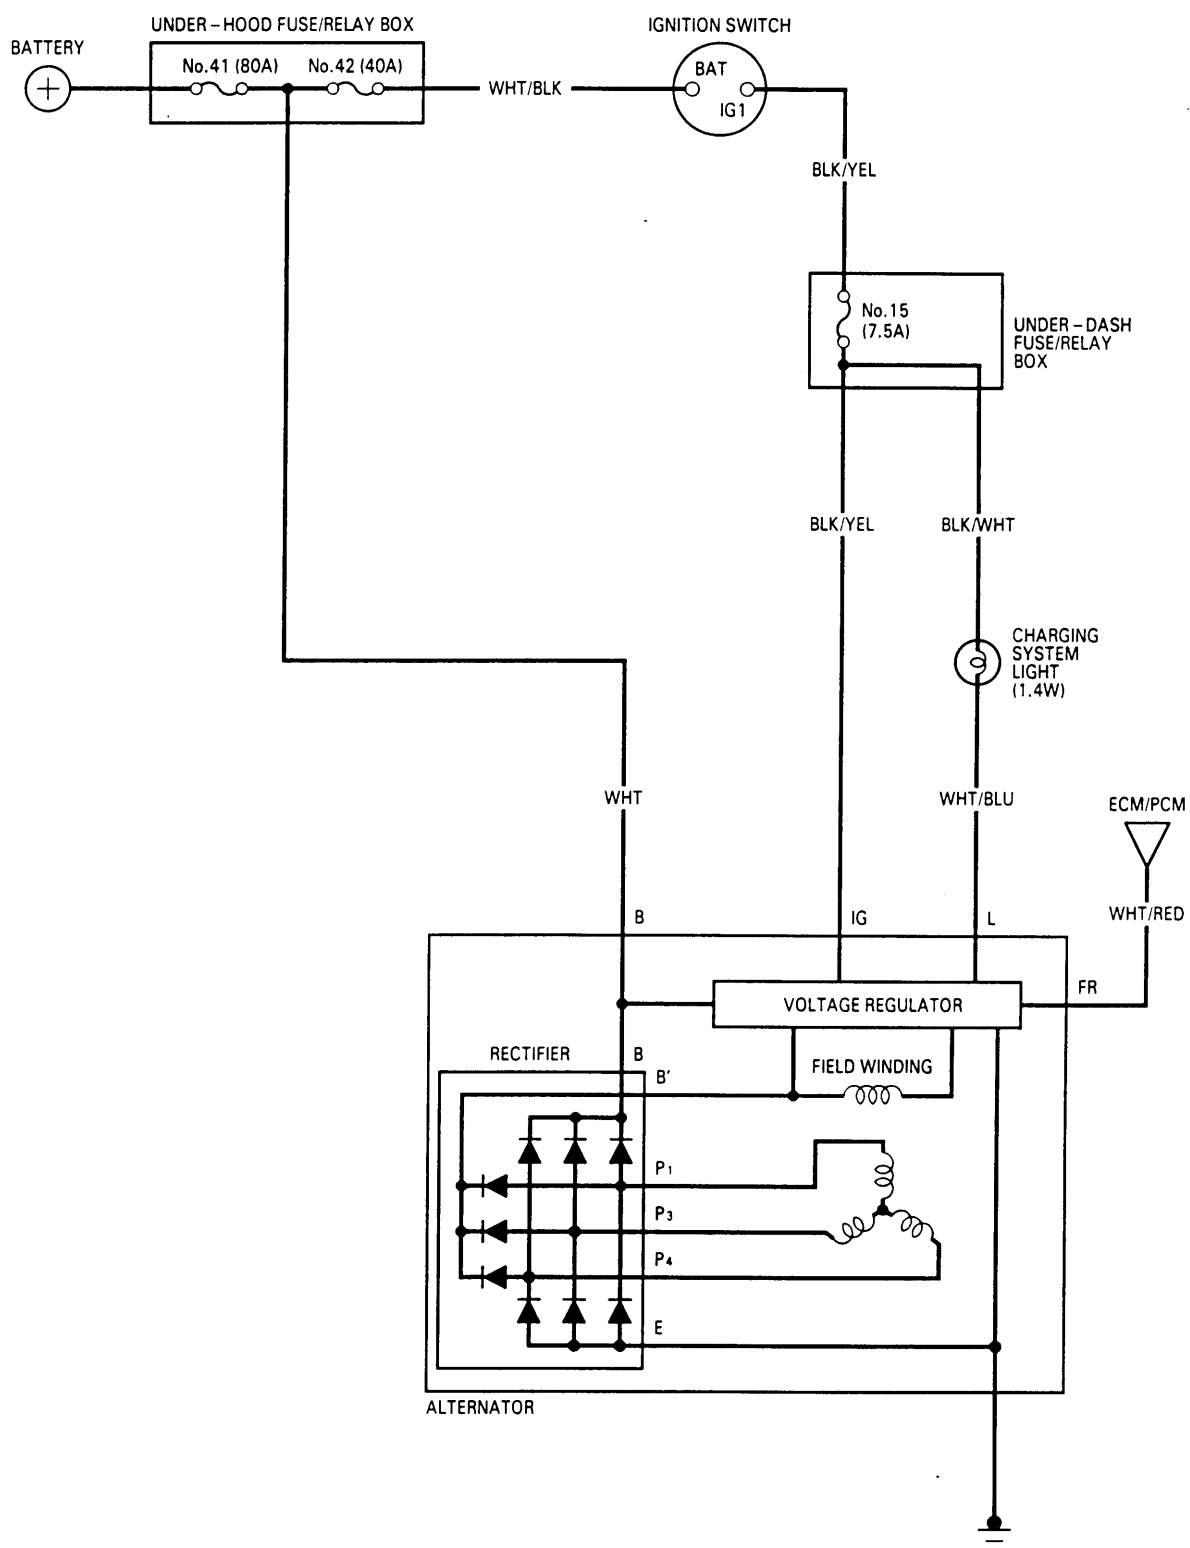 UNDER-HOOD FUSE/RELAY BOX
IGNITION SWITCH
BATTERY
No.41 (80A)
No.42 (40A)
BAT
WHT/BLK
IG1
BLK/YEL
No.15
(7.5A)
UNDER-DASH
FUSE/RELAY
BOX
BLK/YEL
BLK/WHT
CHARGING
SYSTEM
LIGHT
(1.4W)
WHT
WHT/BLU
ECM/PCM
WHT/RED
B
IG
L
FR
VOLTAGE REGULATOR
RECTIFIER
B
B'
FIELD WINDING
P1
P3
P4
E
ALTERNATOR